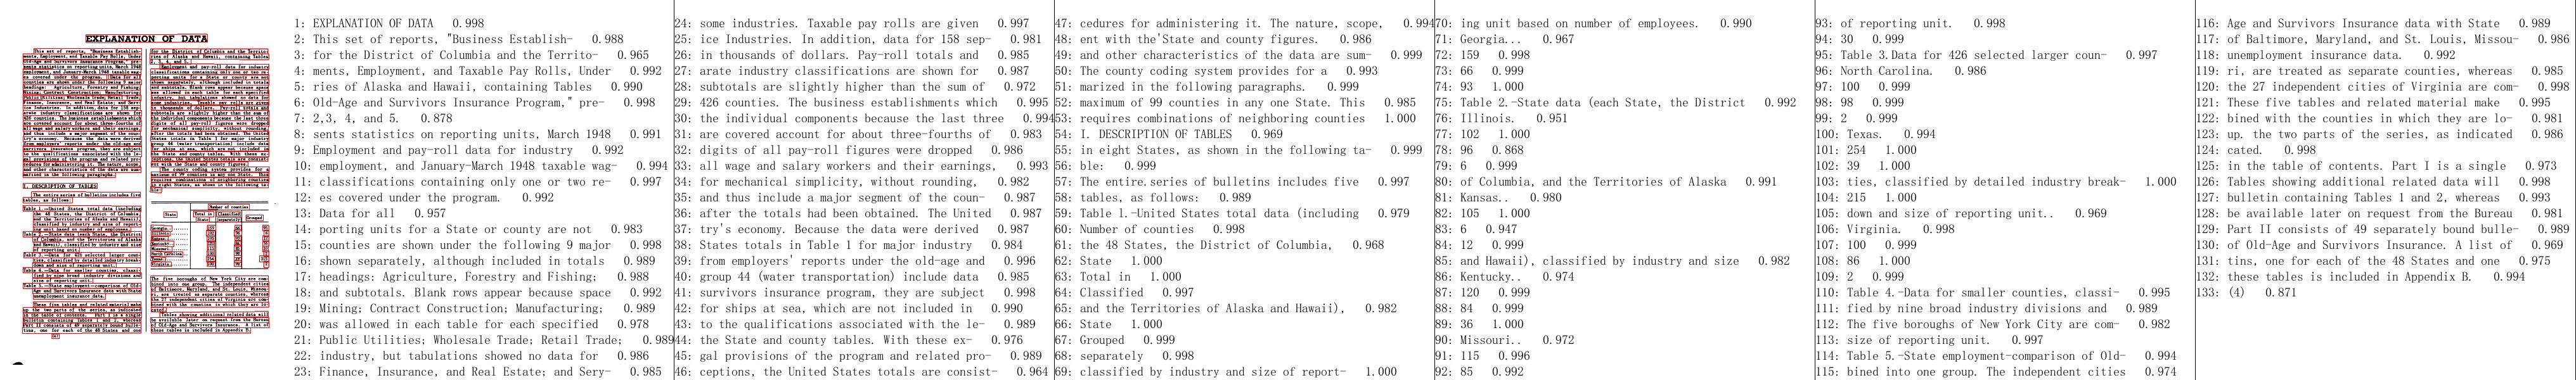 EXPLANATION OF DATA
1: EXPLANATION OF DATA 0.998
2: This set of reports, "Business Establish- 0.988
3: for the District of Columbia and the Territo- 0.965
4: ments, Employment, and Taxable Pay Rolls, Under 0.992
5: ries of Alaska and Hawaii, containing Tables 0.990
6: Old-Age and Survivors Insurance Program," pre- 0.998
7: 2,3, 4, and 5. 0.878
8: sents statistics on reporting units, March 1948 0.991
9: Employment and pay-roll data for industry 0.992
10: employment, and January-March 1948 taxable wag- 0.994
11: classifications containing only one or two re- 0.997
12: es covered under the program. 0.992
13: Data for all 0.957
14: porting units for a State or county are not 0.983
15: counties are shown under the following 9 major 0.998
16: shown separately, although included in totals 0.989
17: headings: Agriculture, Forestry and Fishing; 0.988
18: and subtotals. Blank rows appear because space 0.992
19: Mining; Contract Construction; Manufacturing; 0.989
20: was allowed in each table for each specified 0.978
21: Public Utilities; Wholesale Trade; Retail Trade; 0.989
22: industry, but tabulations showed no data for 0.986
23: Finance, Insurance, and Real Estate; and Sery- 0.985
24: some industries. Taxable pay rolls are given 0.997
25: ice Industries. In addition, data for 158 sep- 0.981
26: in thousands of dollars. Pay-roll totals and 0.985
27: arate industry classifications are shown for 0.987
28: subtotals are slightly higher than the sum of 0.972
29: 426 counties. The business establishments which 0.995
30: the individual components because the last three 0.994
31: are covered account for about three-fourths of 0.983
32: digits of all pay-roll figures were dropped 0.986
33: all wage and salary workers and their earnings, 0.993
34: for mechanical simplicity, without rounding, 0.982
35: and thus include a major segment of the coun- 0.987
36: after the totals had been obtained. The United 0.987
37: try's economy. Because the data were derived 0.987
38: States totals in Table 1 for major industry 0.984
39: from employers' reports under the old-age and 0.996
40: group 44 (water transportation) include data 0.985
41: survivors insurance program, they are subject 0.998
42: for ships at sea, which are not included in 0.990
43: to the qualifications associated with the le- 0.989
44: the State and county tables. With these ex- 0.976
45: gal provisions of the program and related pro- 0.989
46: ceptions, the United States totals are consist- 0.964
47: cedures for administering it. The nature, scope, 0.994
48: ent with the'State and county figures. 0.986
49: and other characteristics of the data are sum- 0.999
50: The county coding system provides for a 0.993
51: marized in the following paragraphs. 0.999
52: maximum of 99 counties in any one State. This 0.985
53: requires combinations of neighboring counties 1.000
54: I. DESCRIPTION OF TABLES 0.969
55: in eight States, as shown in the following ta- 0.999
56: ble: 0.999
57: The entire.series of bulletins includes five 0.997
58: tables, as follows: 0.989
59: Table 1.-United States total data (including 0.979
60: Number of counties 0.998
61: the 48 States, the District of Columbia, 0.968
62: State 1.000
63: Total in 1.000
64: Classified 0.997
65: and the Territories of Alaska and Hawaii), 0.982
66: State 1.000
67: Grouped 0.999
68: separately 0.998
69: classified by industry and size of report- 1.000
70: ing unit based on number of employees. 0.990
71: Georgia... 0.967
72: 159 0.998
73: 66 0.999
74: 93 1.000
75: Table 2.-State data (each State, the District 0.992
76: Illinois. 0.951
77: 102 1.000
78: 96 0.868
79: 6 0.999
80: of Columbia, and the Territories of Alaska 0.991
81: Kansas.. 0.980
82: 105 1.000
83: 6 0.947
84: 12 0.999
85: and Hawaii), classified by industry and size 0.982
86: Kentucky.. 0.974
87: 120 0.999
88: 84 0.999
89: 36 1.000
90: Missouri.. 0.972
91: 115 0.996
92: 85 0.992
93: of reporting unit. 0.998
94: 30 0.999
95: Table 3.Data for 426 selected larger coun- 0.997
96: North Carolina. 0.986
97: 100 0.999
98: 98 0.999
99: 2 0.999
100: Texas. 0.994
101: 254 1.000
102: 39 1.000
103: ties, classified by detailed industry break- 1.000
104: 215 1.000
105: down and size of reporting unit.. 0.969
106: Virginia. 0.998
107: 100 0.999
108: 86 1.000
109: 2 0.999
110: Table 4.-Data for smaller counties, classi- 0.995
111: fied by nine broad industry divisions and 0.989
112: The five boroughs of New York City are com- 0.982
113: size of reporting unit. 0.997
114: Table 5.-State employment-comparison of Old- 0.994
115: bined into one group. The independent cities 0.974
116: Age and Survivors Insurance data with State 0.989
117: of Baltimore, Maryland, and St. Louis, Missou- 0.986
118: unemployment insurance data. 0.992
119: ri, are treated as separate counties, whereas 0.985
120: the 27 independent cities of Virginia are com- 0.998
121: These five tables and related material make 0.995
122: bined with the counties in which they are lo- 0.981
123: up. the two parts of the series, as indicated 0.986
124: cated. 0.998
125: in the table of contents. Part I is a single 0.973
126: Tables showing additional related data will 0.998
127: bulletin containing Tables 1 and 2, whereas 0.993
128: be available later on request from the Bureau 0.981
129: Part II consists of 49 separately bound bulle- 0.989
130: of Old-Age and Survivors Insurance. A list of 0.969
131: tins, one for each of the 48 States and one 0.975
132: these tables is included in Appendix B. 0.994
133: (4) 0.871